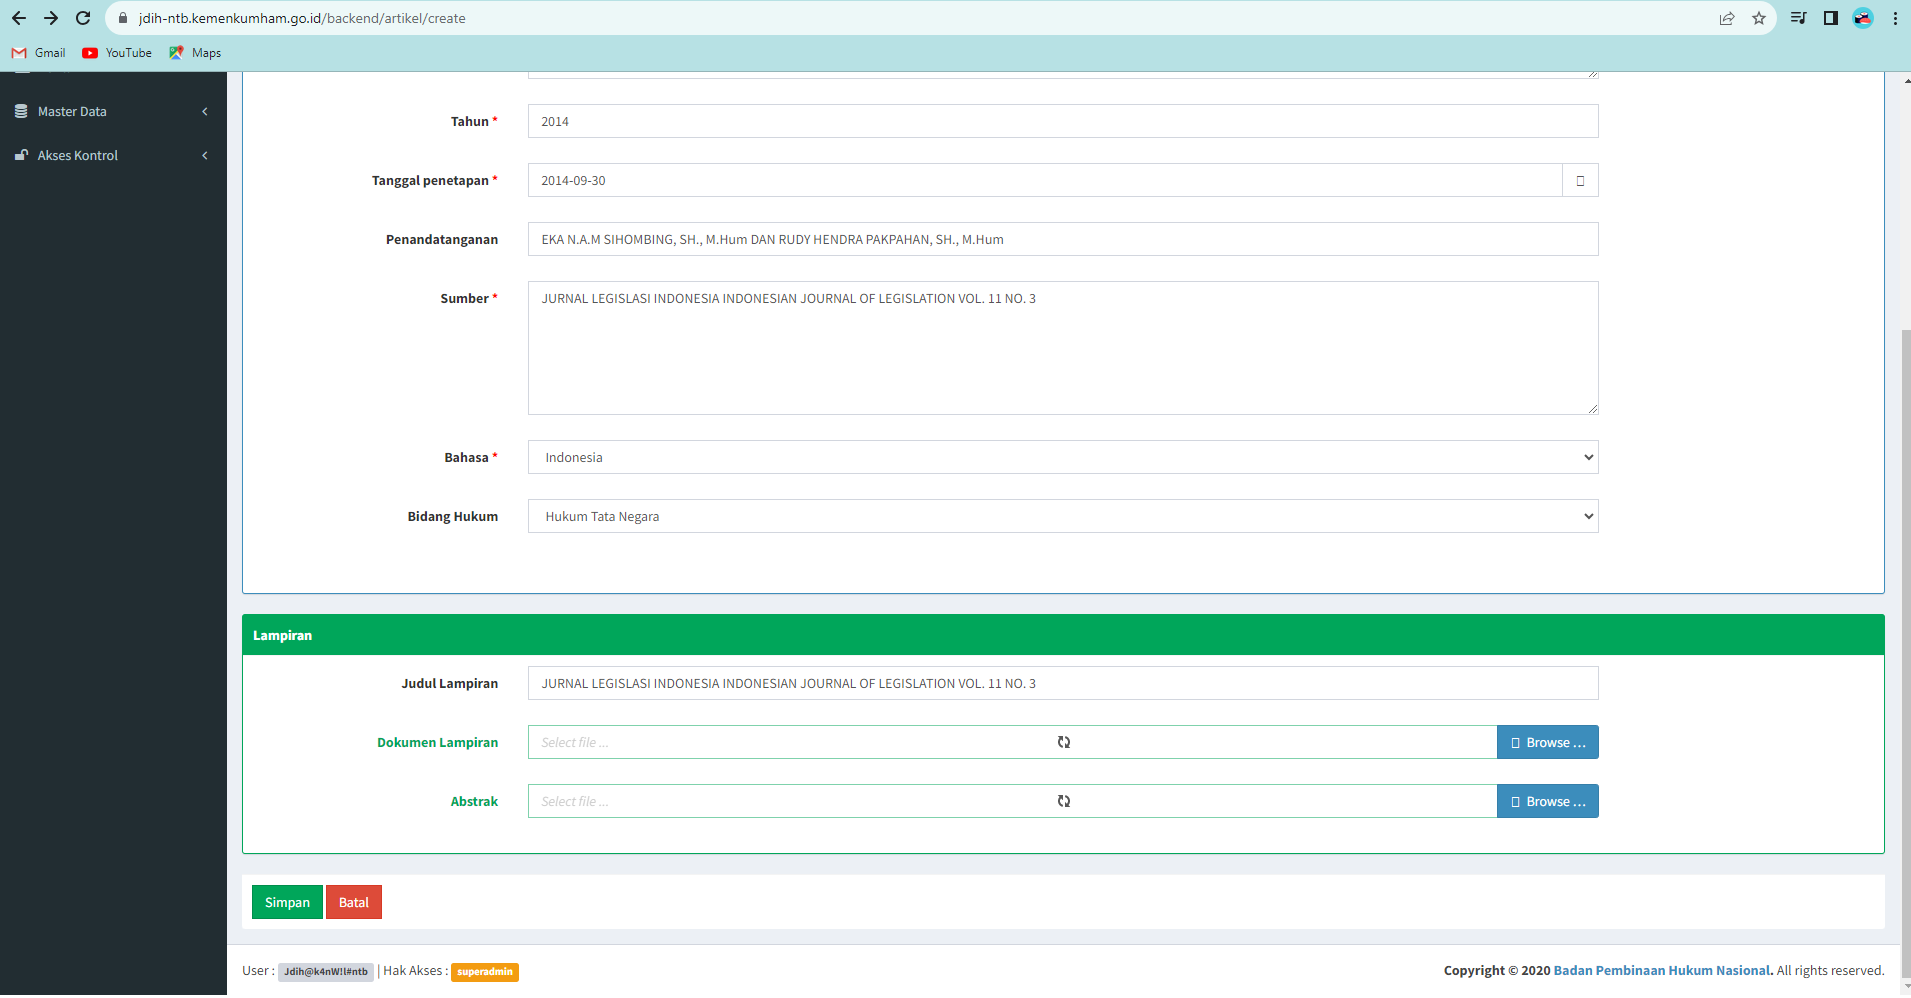 jdih-ntb.kemenkumham.go.id/backend/artikel/create
Gmail YouTube Maps
Master Data
Akses Kontrol
Tahun * 2014
Tanggal penetapan * 2014-09-30
Penandatanganan EKA N.A.M SIHOMBING, SH., M.Hum DAN RUDY HENDRA PAKPAHAN, SH., M.Hum
Sumber * JURNAL LEGISLASI INDONESIA INDONESIAN JOURNAL OF LEGISLATION VOL. 11 NO. 3
Bahasa * Indonesia
Bidang Hukum Hukum Tata Negara
Lampiran
Judul Lampiran JURNAL LEGISLASI INDONESIA INDONESIAN JOURNAL OF LEGISLATION VOL. 11 NO. 3
Dokumen Lampiran Select file ... Browse ...
Abstrak Select file ... Browse ...
Simpan Batal
User : Jdih@k4nW!l#ntb | Hak Akses : superadmin
Copyright © 2020 Badan Pembinaan Hukum Nasional. All rights reserved.